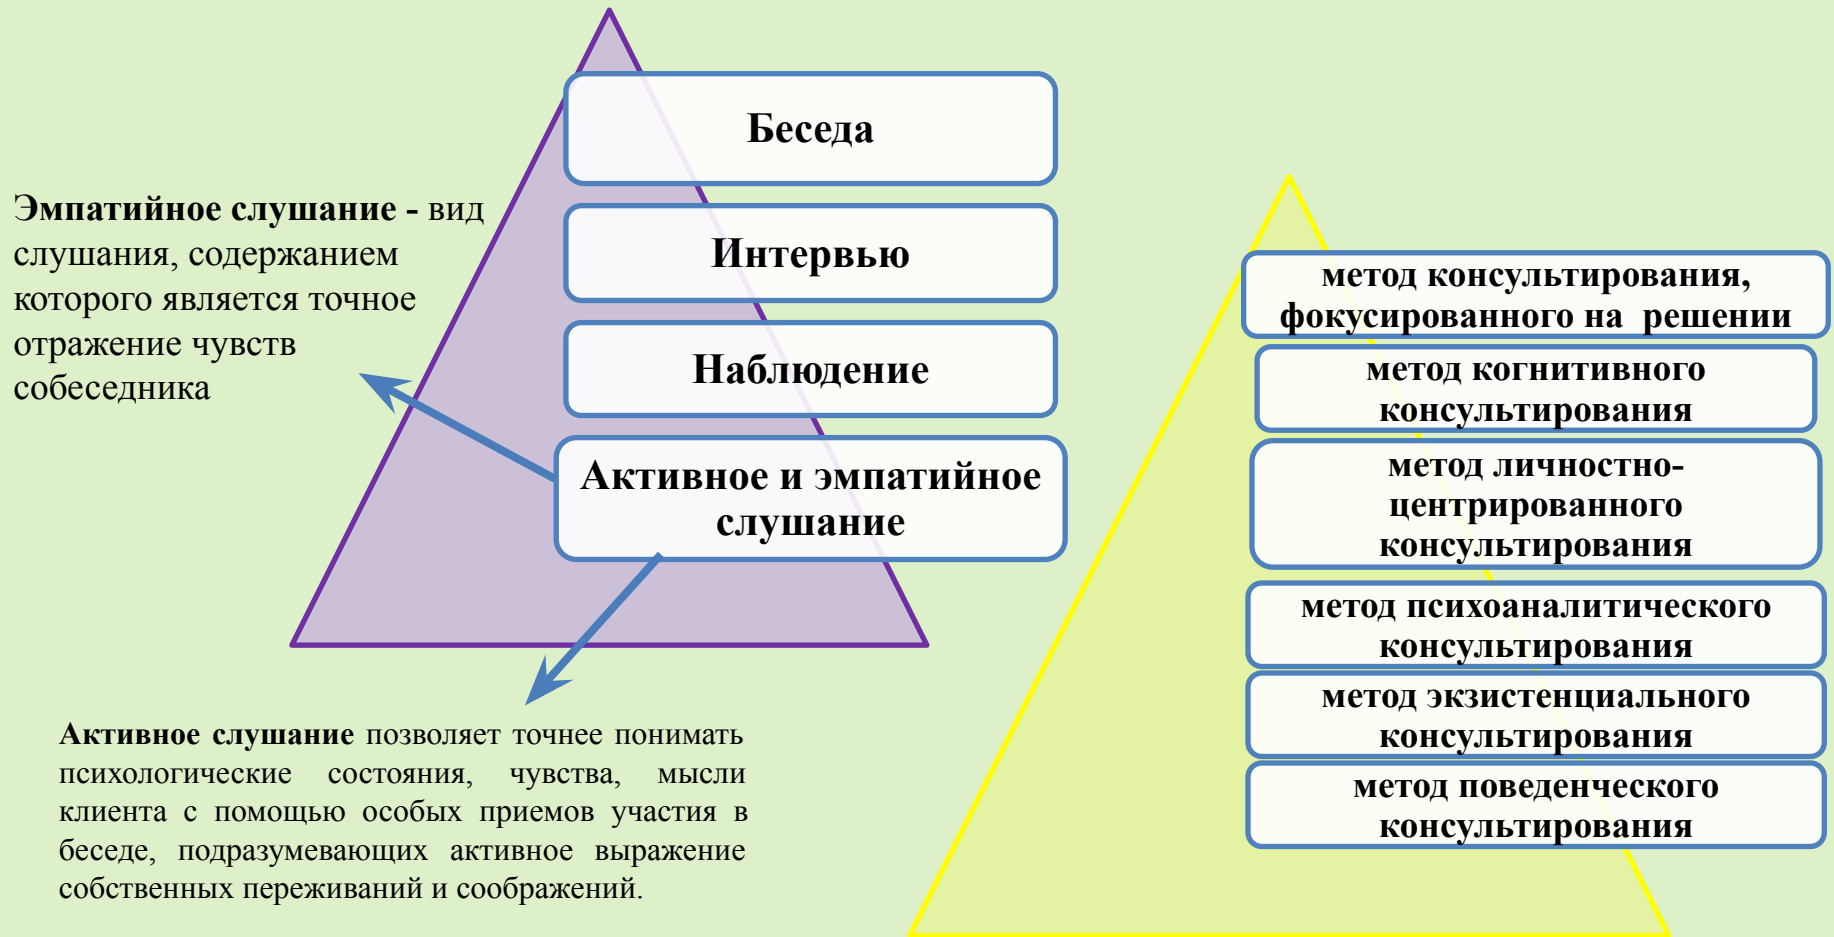 Беседа
Интервью
Наблюдение
Активное и эмпатийное
слушание
Эмпатийное слушание - вид
слушания, содержанием
которого является точное
отражение чувств
собеседника
Активное слушание позволяет точнее понимать
психологические состояния, чувства, мысли
клиента с помощью особых приемов участия в
беседе, подразумевающих активное выражение
собственных переживаний и соображений.
метод консультирования,
фокусированного на решении
метод когнитивного
консультирования
метод личностно-
центрированного
консультирования
метод психоаналитического
консультирования
метод экзистенциального
консультирования
метод поведенческого
консультирования